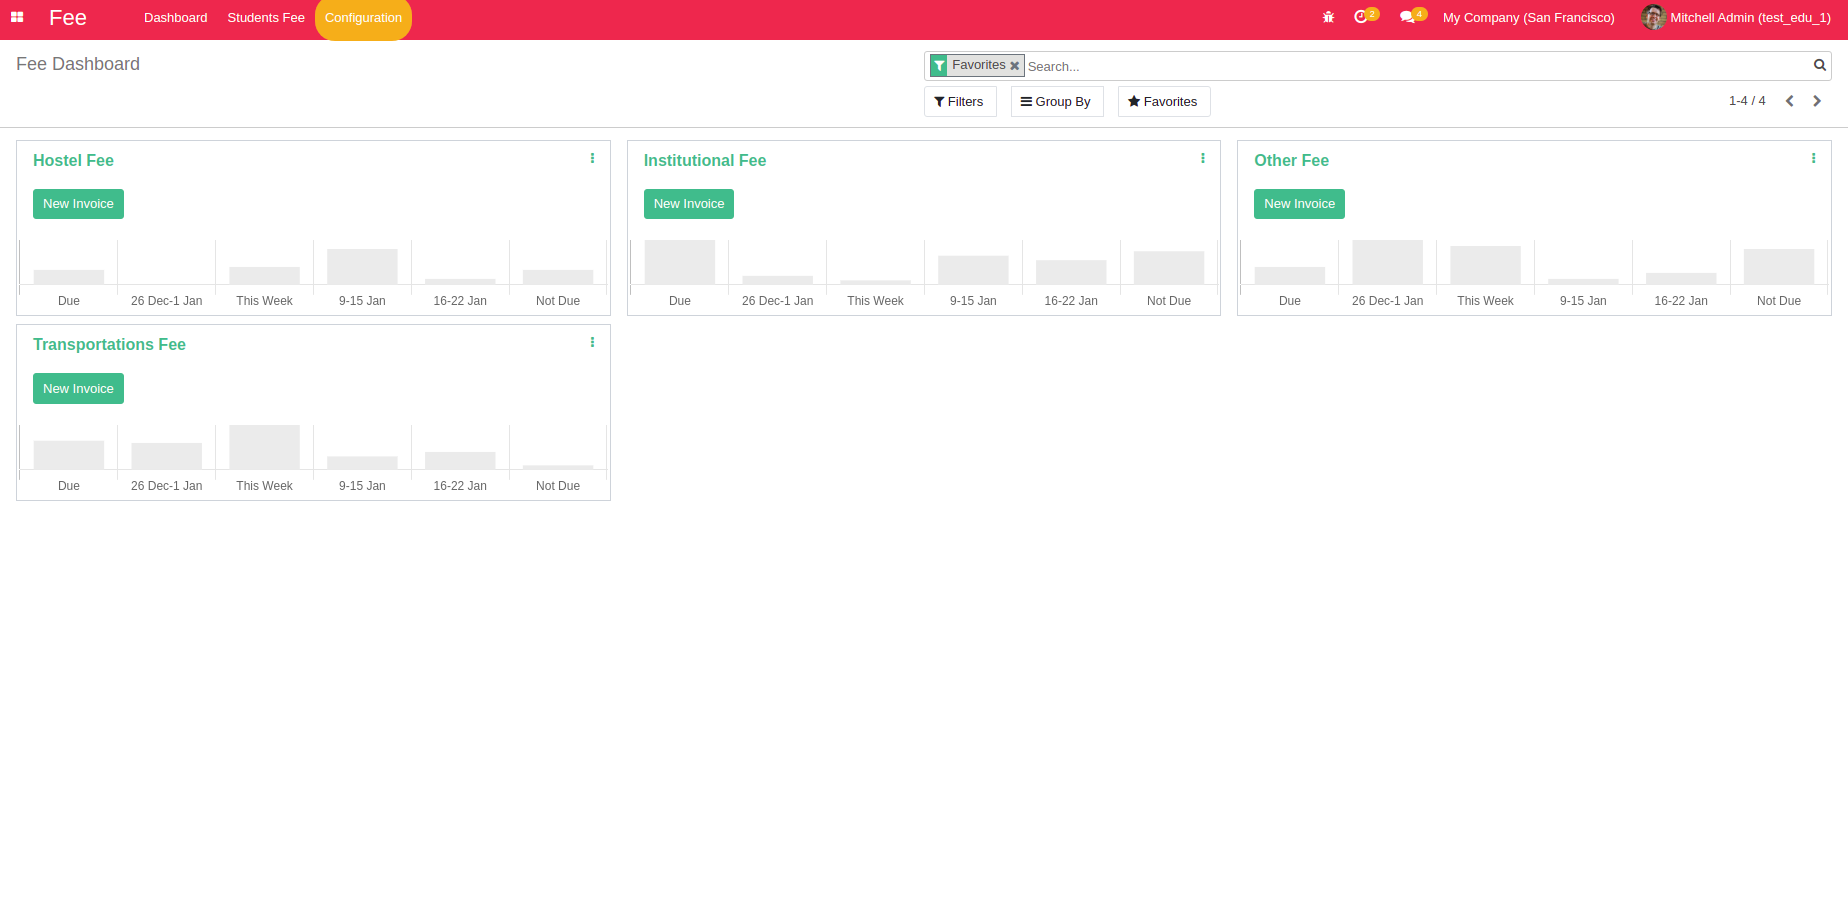 Fee Dashboard Students Fee Configuration 2 4 My Company (San Francisco) Mitchell Admin (test_edu_1)
Fee Dashboard
Favorites Search...
Filters Group By Favorites 1-4 / 4
Hostel Fee
New Invoice
Due 26 Dec-1 Jan This Week 9-15 Jan 16-22 Jan Not Due
Institutional Fee
New Invoice
Due 26 Dec-1 Jan This Week 9-15 Jan 16-22 Jan Not Due
Other Fee
New Invoice
Due 26 Dec-1 Jan This Week 9-15 Jan 16-22 Jan Not Due
Transportations Fee
New Invoice
Due 26 Dec-1 Jan This Week 9-15 Jan 16-22 Jan Not Due